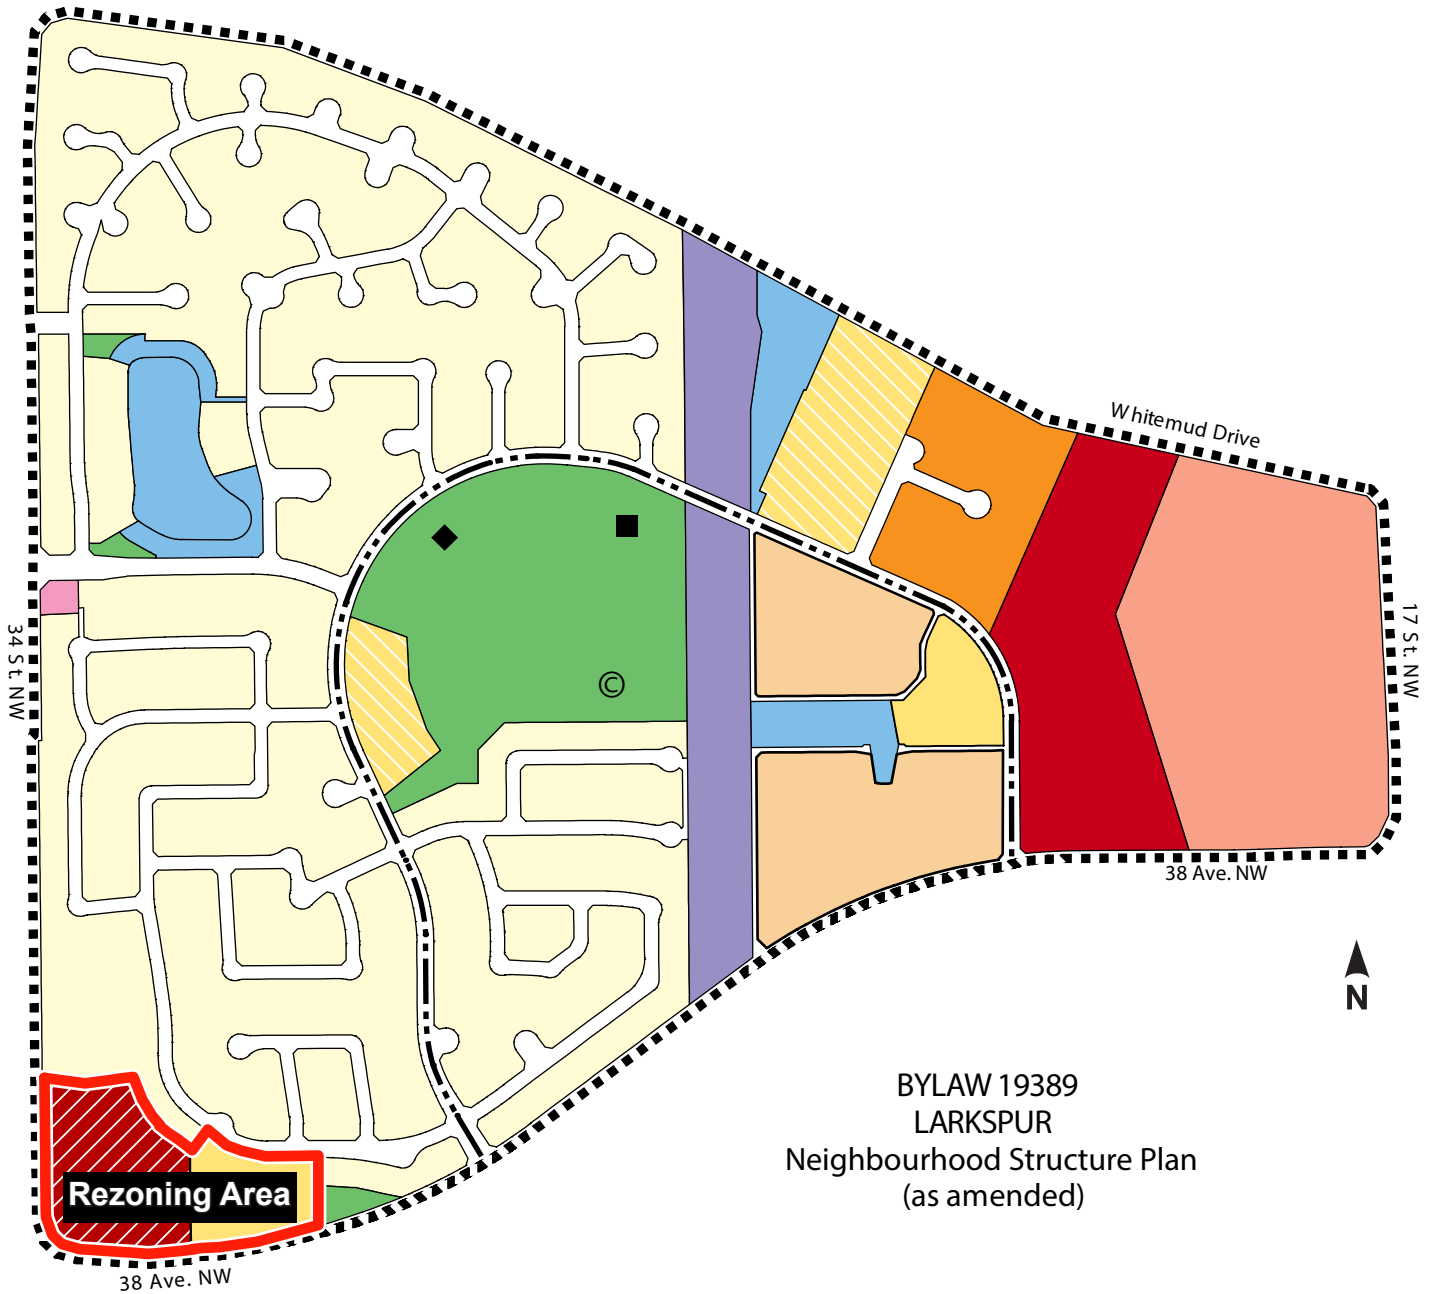 Whitemud Drive
34 St. NW
17 St. NW
©
38 Ave. NW
N
BYLAW 19389
LARKSPUR
Neighbourhood Structure Plan
(as amended)
Rezoning Area
38 Ave. NW